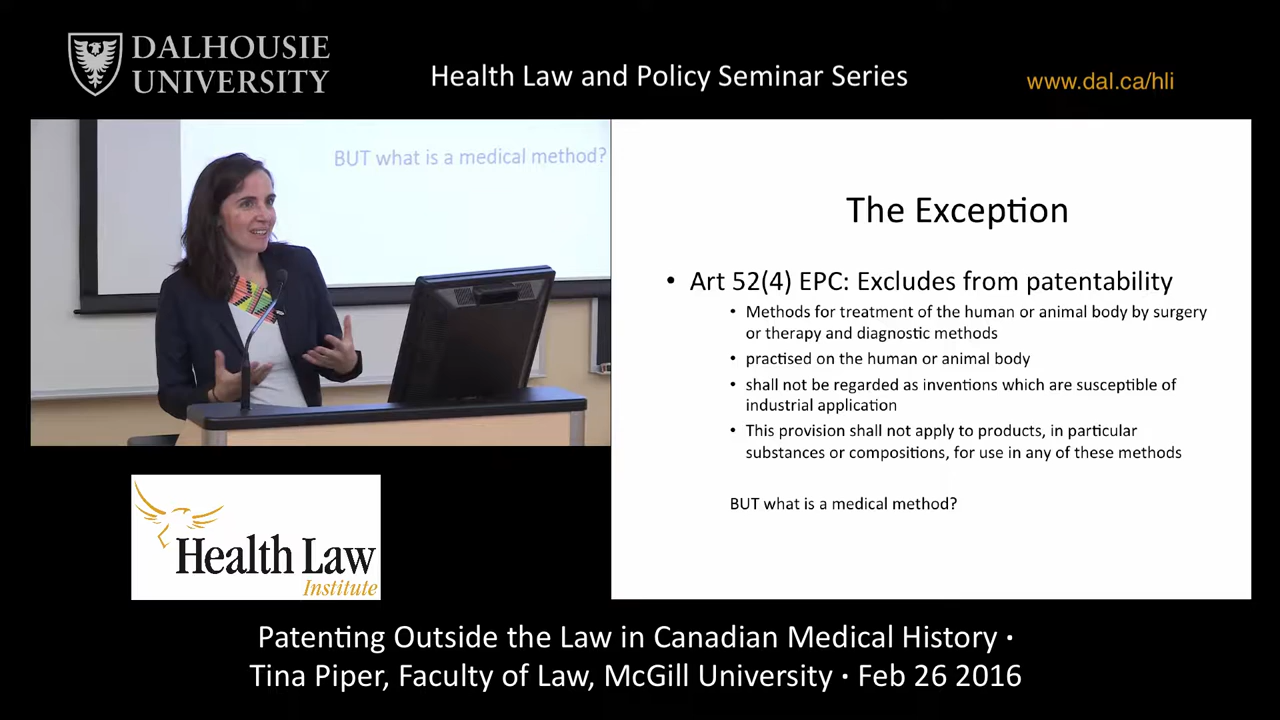 DALHOUSIE
UNIVERSITY
Health Law and Policy Seminar Series
www.dal.ca/hli
BUT what is a medical method?
The Exception
• Art 52(4) EPC: Excludes from patentability
• Methods for treatment of the human or animal body by surgery
or therapy and diagnostic methods
• practised on the human or animal body
• shall not be regarded as inventions which are susceptible of
industrial application
• This provision shall not apply to products, in particular
substances or compositions, for use in any of these methods
BUT what is a medical method?
Health Law
Institute
Patenting Outside the Law in Canadian Medical History ·
Tina Piper, Faculty of Law, McGill University · Feb 26 2016